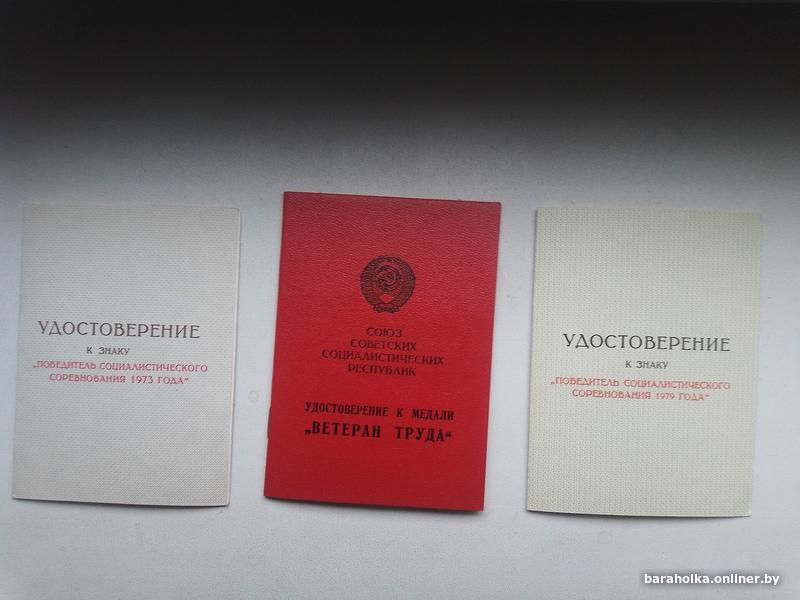 УДОСТОВЕРЕНИЕ
К ЗНАКУ
„ПОБЕДИТЕЛЬ СОЦИАЛИСТИЧЕСКОГО
СОРЕВНОВАНИЯ 1973 ГОДА“
СОЮЗ
СОВЕТСКИХ
СОЦИАЛИСТИЧЕСКИХ
РЕСПУБЛИК
УДОСТОВЕРЕНИЕ К МЕДАЛИ
„ВЕТЕРАН ТРУДА“
УДОСТОВЕРЕНИЕ
К ЗНАКУ
„ПОБЕДИТЕЛЬ СОЦИАЛИСТИЧЕСКОГО
СОРЕВНОВАНИЯ 1979 ГОДА“
baraholka.onliner.by